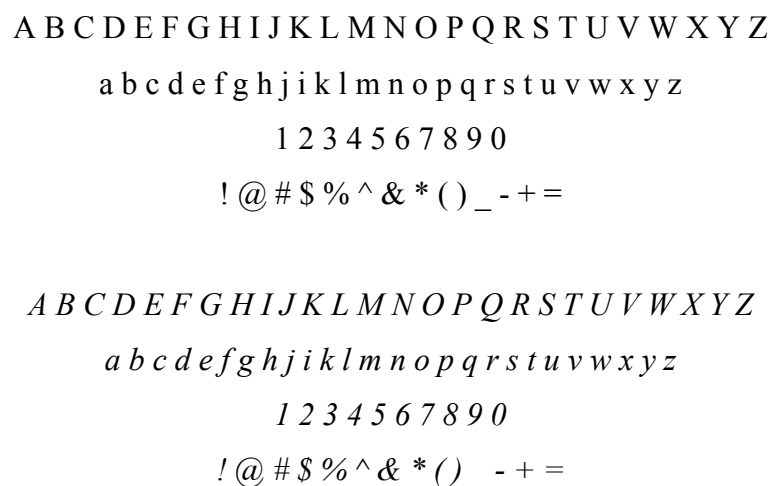 A B C D E F G H I J K L M N O P Q R S T U V W X Y Z
a b c d e f g h j i k l m n o p q r s t u v w x y z
1 2 3 4 5 6 7 8 9 0
! @ # $ % ^ & * ( ) _ - + =
A B C D E F G H I J K L M N O P Q R S T U V W X Y Z
a b c d e f g h j i k l m n o p q r s t u v w x y z
1 2 3 4 5 6 7 8 9 0
! @ # $ % ^ & * ( ) - + =